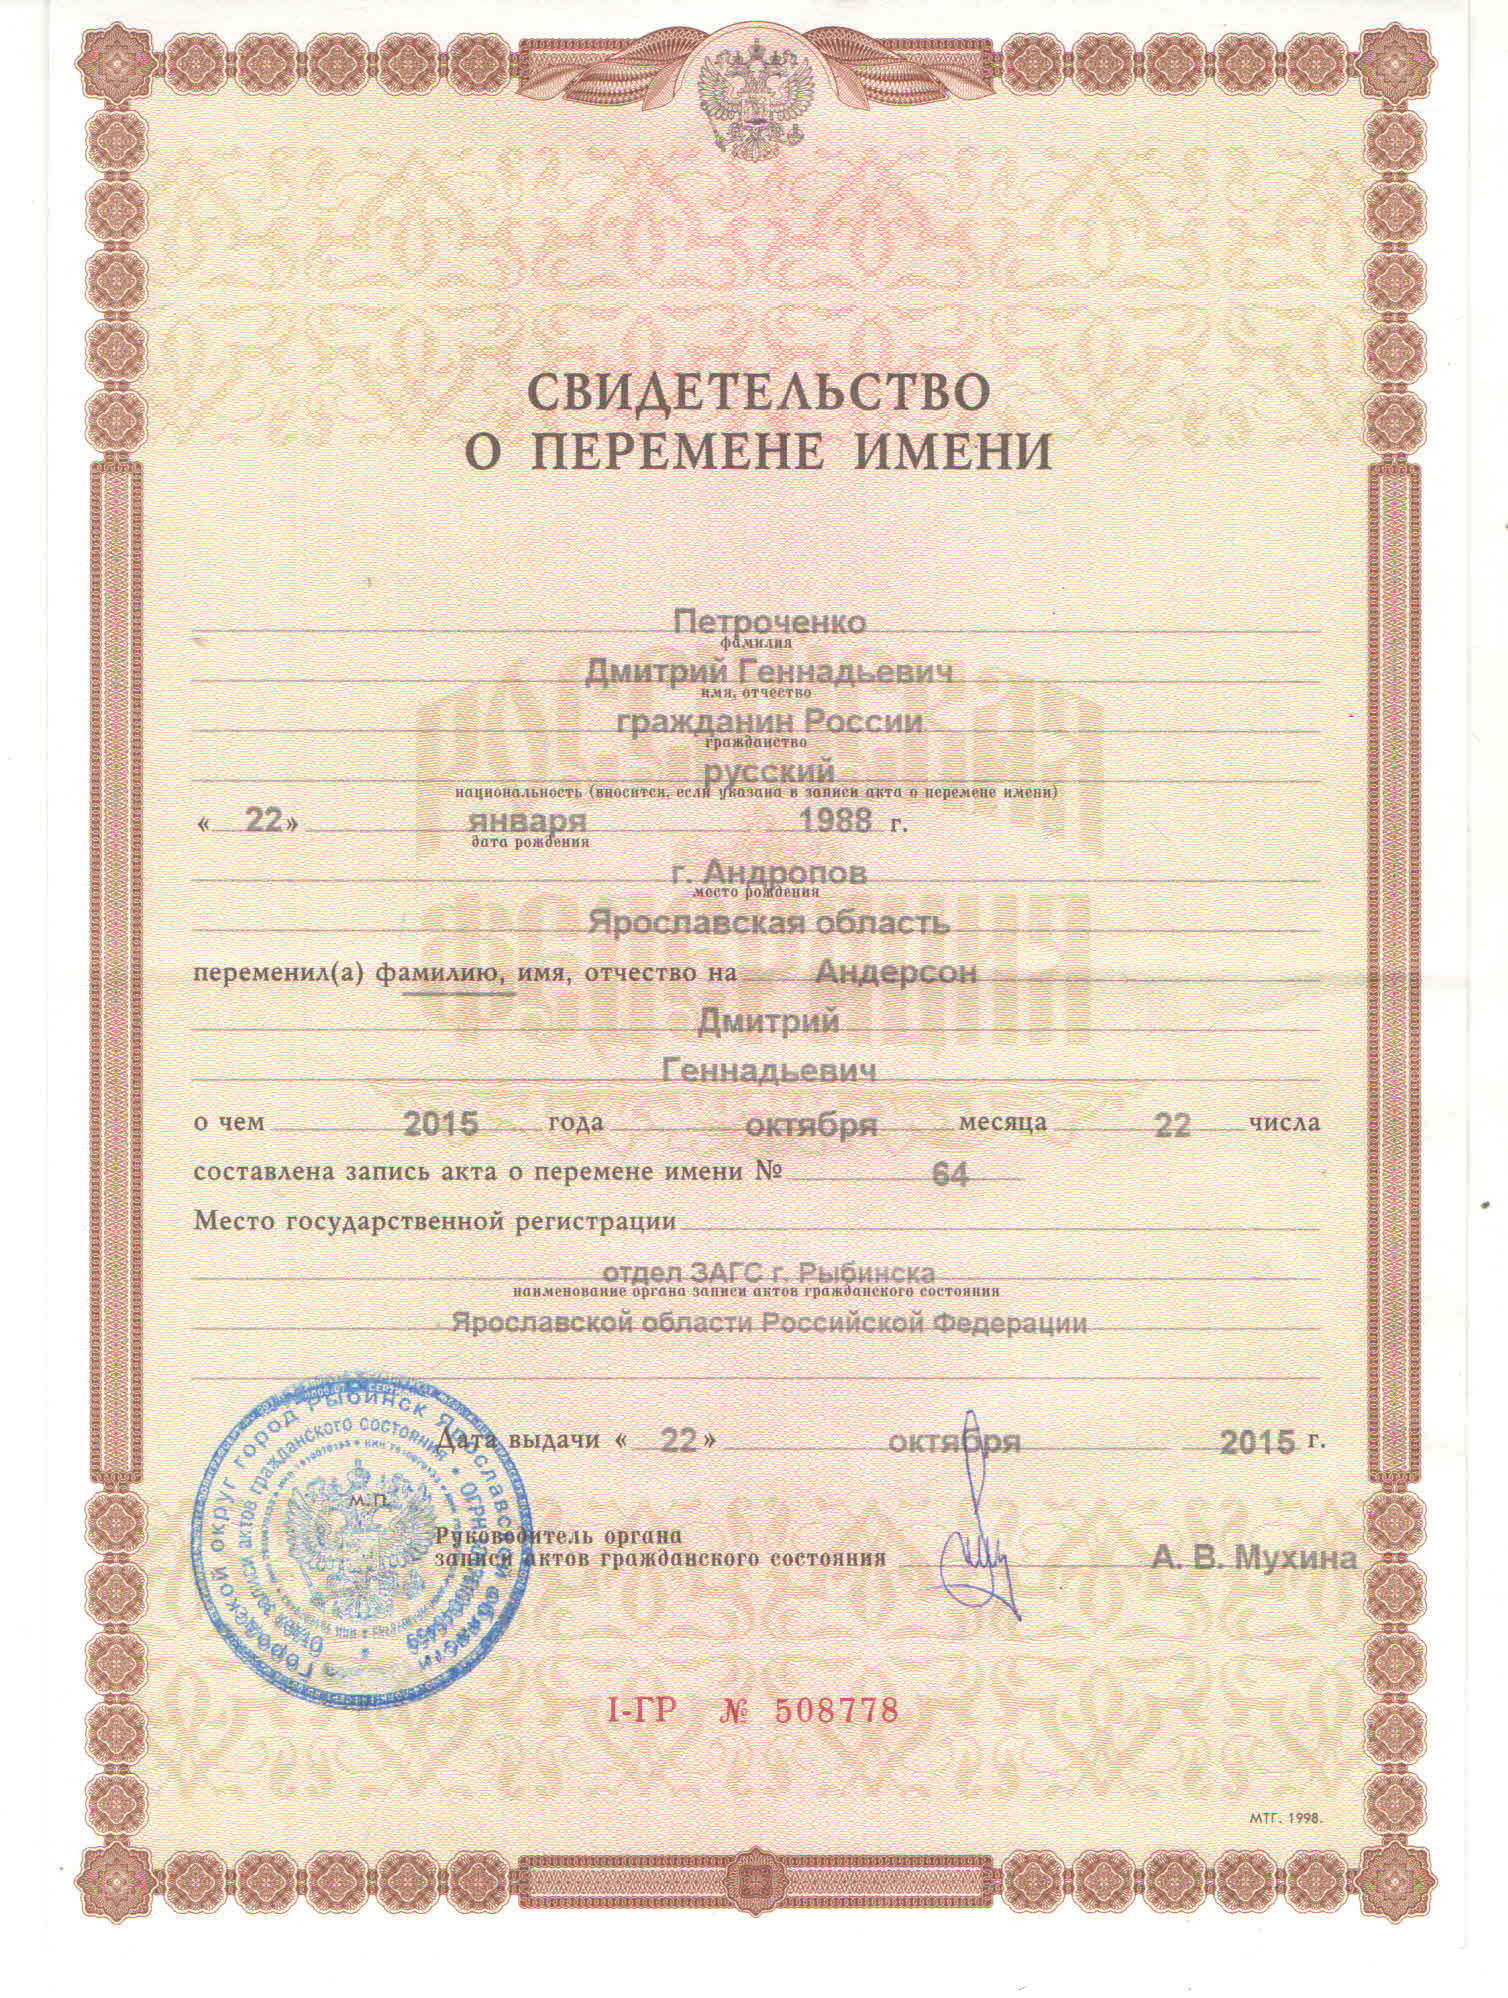 СВИДЕТЕЛЬСТВО
О ПЕРЕМЕНЕ ИМЕНИ
РОССИЙСКАЯ
ФЕДЕРАЦИЯ
Петроченко
фамилия
Дмитрий Геннадьевич
имя, отчество
гражданин России
гражданство
русский
национальность (вносится, если указана в записи акта о перемене имени)
« 22 » января 1988 г.
дата рождения
г. Андропов
место рождения
Ярославская область
переменил(а) фамилию, имя, отчество на Андерсон
Дмитрий
Геннадьевич
о чем 2015 года октября месяца 22 числа
составлена запись акта о перемене имени № 64
Место государственной регистрации
отдел ЗАГС г. Рыбинска
наименование органа записи актов гражданского состояния
Ярославской области Российской Федерации
Дата выдачи « 22 » октября 2015 г.
М.П.
Руководитель органа
записи актов гражданского состояния А. В. Мухина
Городской округ город Рыбинск Ярославской области
Отдел записи актов гражданского состояния • ОГРН
I-ГР № 508778
МТГ. 1998.